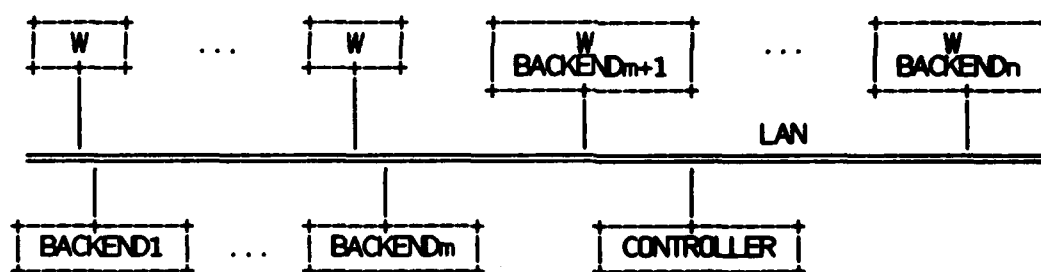 W ... W W ... W
BACKENDm+1 BACKENDn
LAN
BACKEND1 ... BACKENDm CONTROLLER